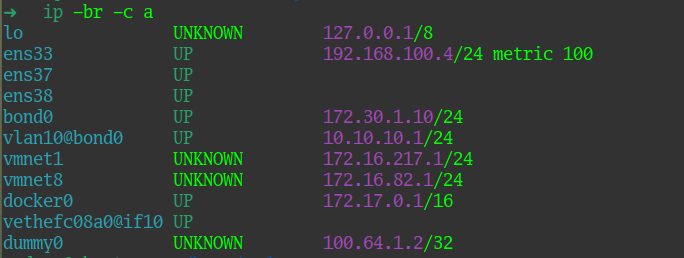 → ip -br -c a
lo UNKNOWN 127.0.0.1/8
ens33 UP 192.168.100.4/24 metric 100
ens37 UP
ens38 UP
bond0 UP 172.30.1.10/24
vlan10@bond0 UP 10.10.10.1/24
vmnet1 UNKNOWN 172.16.217.1/24
vmnet8 UNKNOWN 172.16.82.1/24
docker0 UP 172.17.0.1/16
vethefc08a0@if10 UP
dummy0 UNKNOWN 100.64.1.2/32